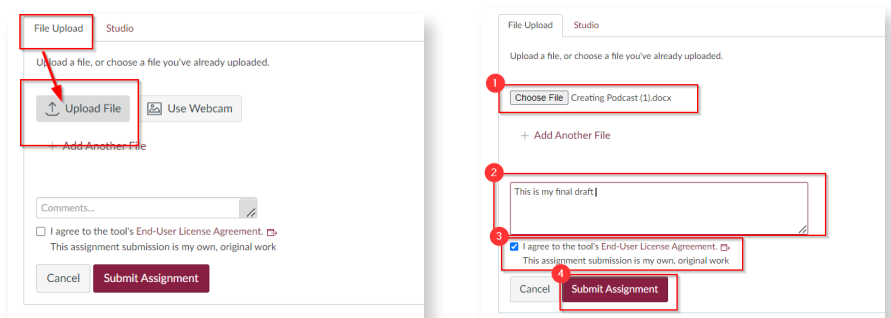 File Upload Studio
Upload a file, or choose a file you've already uploaded.
Upload File Use Webcam
+ Add Another File
Comments...
I agree to the tool's End-User License Agreement.
This assignment submission is my own, original work
Cancel Submit Assignment
File Upload Studio
Upload a file, or choose a file you've already uploaded.
1
Choose File Creating Podcast (1).docx
+ Add Another File
2
This is my final draft
3
I agree to the tool's End-User License Agreement.
This assignment submission is my own, original work
4
Cancel Submit Assignment